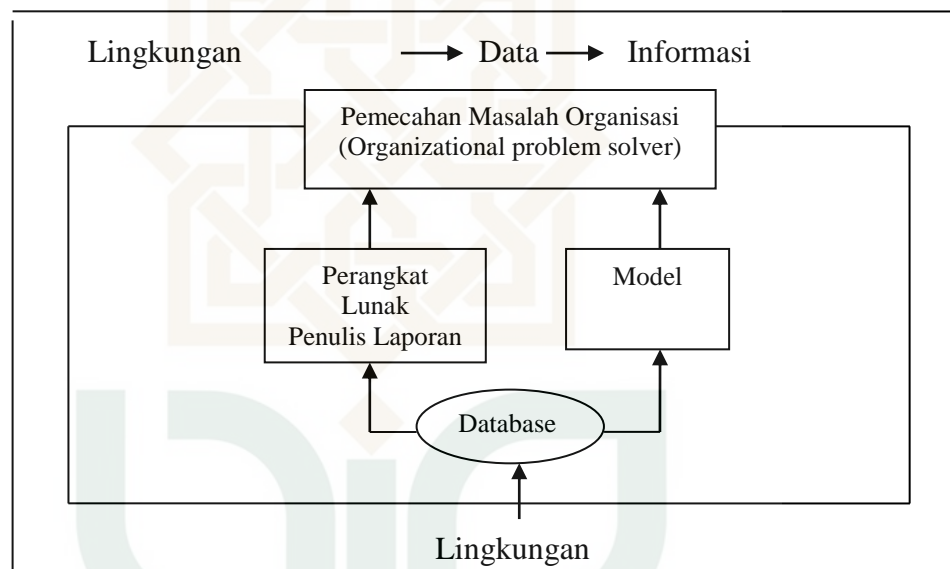 Lingkungan Data Informasi
Pemecahan Masalah Organisasi
(Organizational problem solver)
Perangkat
Lunak
Penulis Laporan
Model
Database
Lingkungan